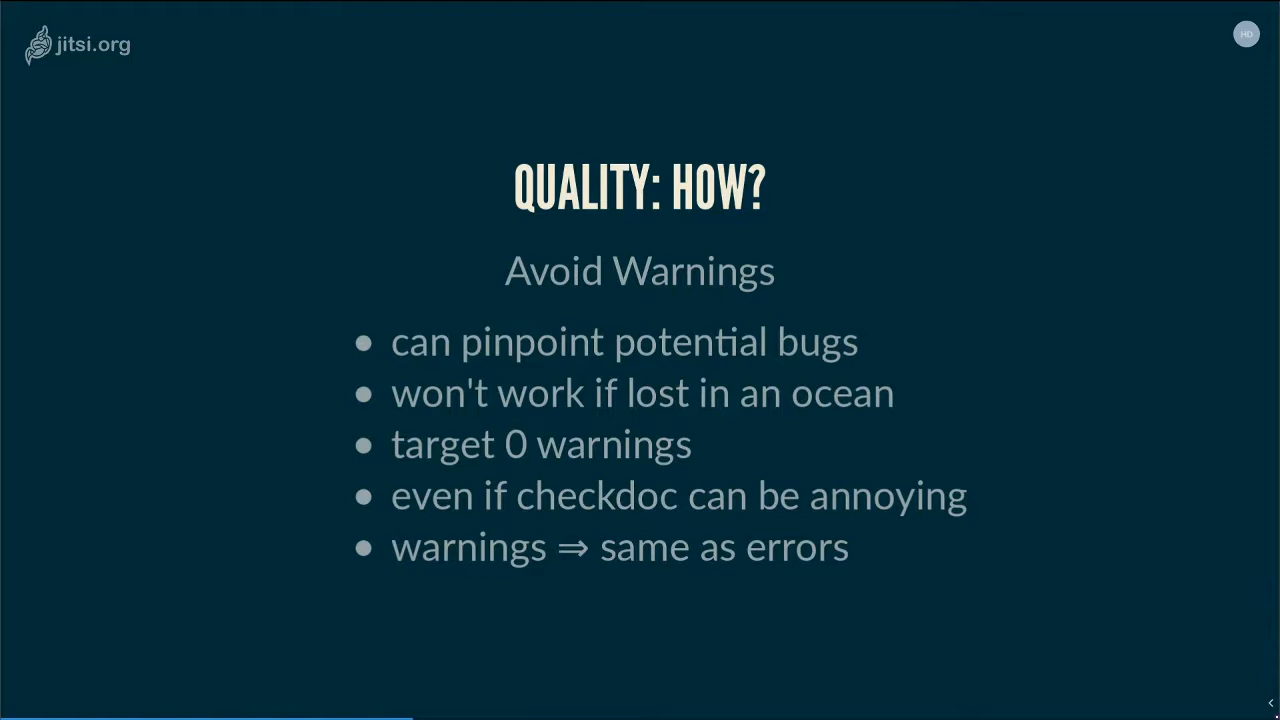 jitsi.org
HD
QUALITY: HOW?
Avoid Warnings
• can pinpoint potential bugs
• won't work if lost in an ocean
• target 0 warnings
• even if checkdoc can be annoying
• warnings ⇒ same as errors